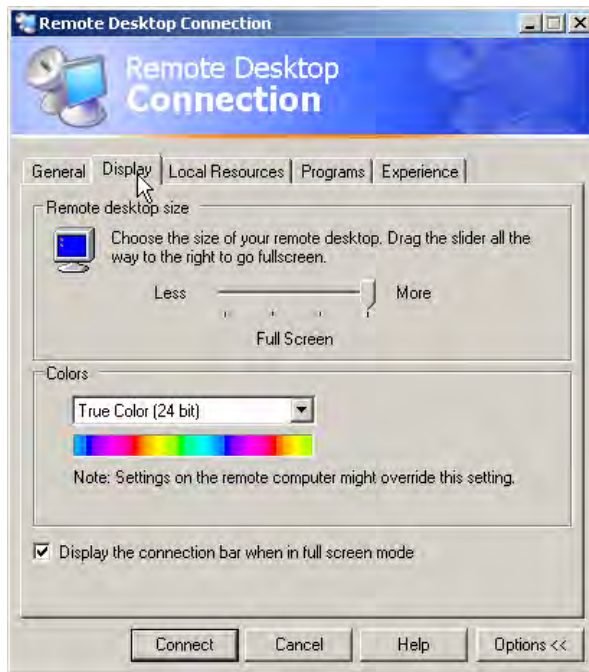 Remote Desktop Connection
Remote Desktop
Connection
General Display Local Resources Programs Experience
Remote desktop size
Choose the size of your remote desktop. Drag the slider all the
way to the right to go fullscreen.
Less More
Full Screen
Colors
True Color (24 bit)
Note: Settings on the remote computer might override this setting.
Display the connection bar when in full screen mode
Connect Cancel Help Options <<